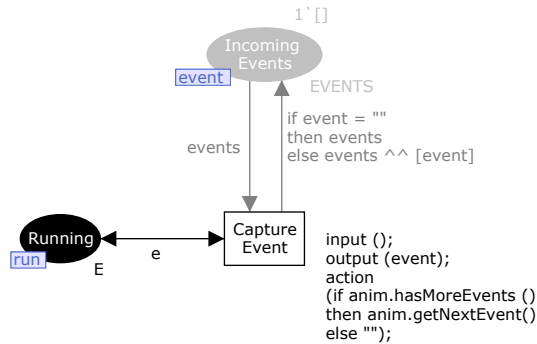 1`[]
Incoming
Events
event
EVENTS
if event = ""
then events
else events ^^ [event]
events
Running
run
E
e
Capture
Event
input ();
output (event);
action
(if anim.hasMoreEvents ()
then anim.getNextEvent()
else "");